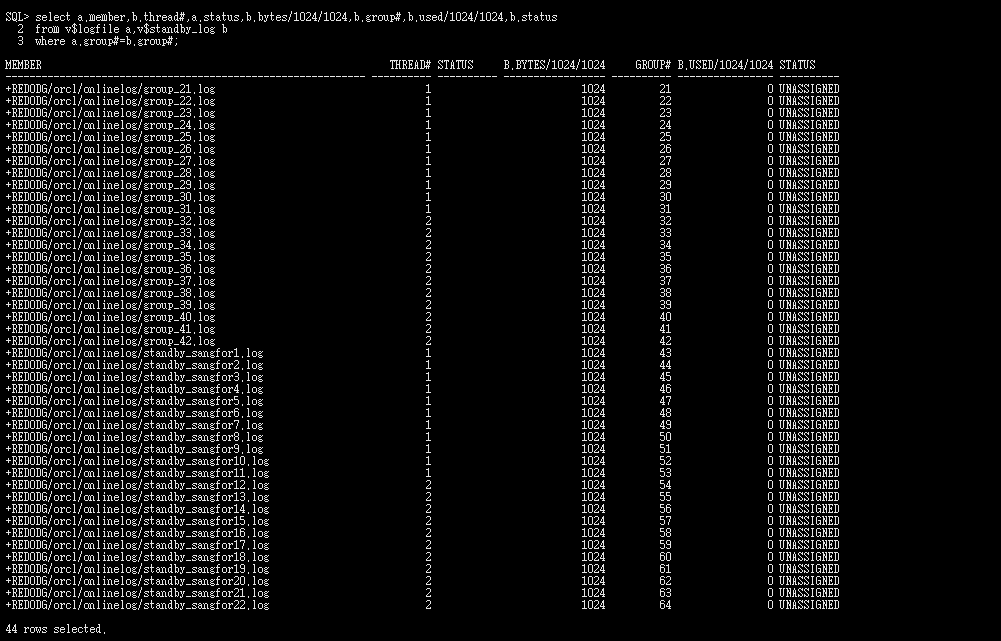 SQL> select a.member,b.thread#,a.status,b.bytes/1024/1024,b.group#,b.used/1024/1024,b.status
2 from v$logfile a,v$standby_log b
3 where a.group#=b.group#;
MEMBER THREAD# STATUS B.BYTES/1024/1024 GROUP# B.USED/1024/1024 STATUS
-------------------------------------------------- ---------- ---------- ----------------- ---------- ---------------- ----------
+REDODG/orcl/onlinelog/group_21.log 1 1024 21 0 UNASSIGNED
+REDODG/orcl/onlinelog/group_22.log 1 1024 22 0 UNASSIGNED
+REDODG/orcl/onlinelog/group_23.log 1 1024 23 0 UNASSIGNED
+REDODG/orcl/onlinelog/group_24.log 1 1024 24 0 UNASSIGNED
+REDODG/orcl/onlinelog/group_25.log 1 1024 25 0 UNASSIGNED
+REDODG/orcl/onlinelog/group_26.log 1 1024 26 0 UNASSIGNED
+REDODG/orcl/onlinelog/group_27.log 1 1024 27 0 UNASSIGNED
+REDODG/orcl/onlinelog/group_28.log 1 1024 28 0 UNASSIGNED
+REDODG/orcl/onlinelog/group_29.log 1 1024 29 0 UNASSIGNED
+REDODG/orcl/onlinelog/group_30.log 1 1024 30 0 UNASSIGNED
+REDODG/orcl/onlinelog/group_31.log 1 1024 31 0 UNASSIGNED
+REDODG/orcl/onlinelog/group_32.log 2 1024 32 0 UNASSIGNED
+REDODG/orcl/onlinelog/group_33.log 2 1024 33 0 UNASSIGNED
+REDODG/orcl/onlinelog/group_34.log 2 1024 34 0 UNASSIGNED
+REDODG/orcl/onlinelog/group_35.log 2 1024 35 0 UNASSIGNED
+REDODG/orcl/onlinelog/group_36.log 2 1024 36 0 UNASSIGNED
+REDODG/orcl/onlinelog/group_37.log 2 1024 37 0 UNASSIGNED
+REDODG/orcl/onlinelog/group_38.log 2 1024 38 0 UNASSIGNED
+REDODG/orcl/onlinelog/group_39.log 2 1024 39 0 UNASSIGNED
+REDODG/orcl/onlinelog/group_40.log 2 1024 40 0 UNASSIGNED
+REDODG/orcl/onlinelog/group_41.log 2 1024 41 0 UNASSIGNED
+REDODG/orcl/onlinelog/group_42.log 2 1024 42 0 UNASSIGNED
+REDODG/orcl/onlinelog/standby_sangfor1.log 1 1024 43 0 UNASSIGNED
+REDODG/orcl/onlinelog/standby_sangfor2.log 1 1024 44 0 UNASSIGNED
+REDODG/orcl/onlinelog/standby_sangfor3.log 1 1024 45 0 UNASSIGNED
+REDODG/orcl/onlinelog/standby_sangfor4.log 1 1024 46 0 UNASSIGNED
+REDODG/orcl/onlinelog/standby_sangfor5.log 1 1024 47 0 UNASSIGNED
+REDODG/orcl/onlinelog/standby_sangfor6.log 1 1024 48 0 UNASSIGNED
+REDODG/orcl/onlinelog/standby_sangfor7.log 1 1024 49 0 UNASSIGNED
+REDODG/orcl/onlinelog/standby_sangfor8.log 1 1024 50 0 UNASSIGNED
+REDODG/orcl/onlinelog/standby_sangfor9.log 1 1024 51 0 UNASSIGNED
+REDODG/orcl/onlinelog/standby_sangfor10.log 1 1024 52 0 UNASSIGNED
+REDODG/orcl/onlinelog/standby_sangfor11.log 1 1024 53 0 UNASSIGNED
+REDODG/orcl/onlinelog/standby_sangfor12.log 2 1024 54 0 UNASSIGNED
+REDODG/orcl/onlinelog/standby_sangfor13.log 2 1024 55 0 UNASSIGNED
+REDODG/orcl/onlinelog/standby_sangfor14.log 2 1024 56 0 UNASSIGNED
+REDODG/orcl/onlinelog/standby_sangfor15.log 2 1024 57 0 UNASSIGNED
+REDODG/orcl/onlinelog/standby_sangfor16.log 2 1024 58 0 UNASSIGNED
+REDODG/orcl/onlinelog/standby_sangfor17.log 2 1024 59 0 UNASSIGNED
+REDODG/orcl/onlinelog/standby_sangfor18.log 2 1024 60 0 UNASSIGNED
+REDODG/orcl/onlinelog/standby_sangfor19.log 2 1024 61 0 UNASSIGNED
+REDODG/orcl/onlinelog/standby_sangfor20.log 2 1024 62 0 UNASSIGNED
+REDODG/orcl/onlinelog/standby_sangfor21.log 2 1024 63 0 UNASSIGNED
+REDODG/orcl/onlinelog/standby_sangfor22.log 2 1024 64 0 UNASSIGNED
44 rows selected.